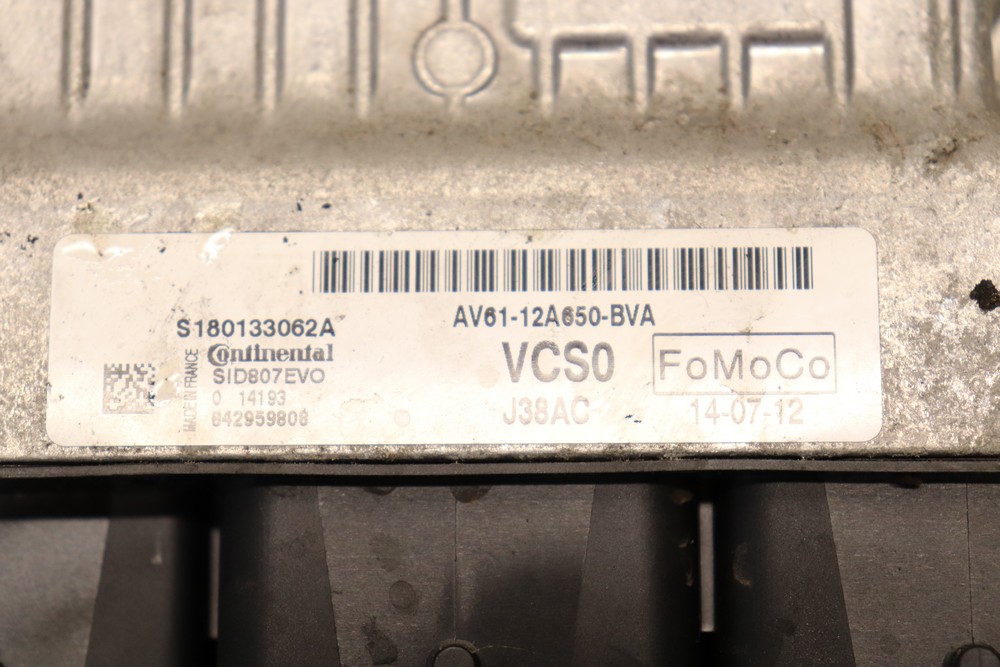 AV61-12A650-BVA
S180133062A
Continental
SID807EVO
0 14193
842959808
MADE IN FRANCE
VCS0
FoMoCo
J38AC
14-07-12